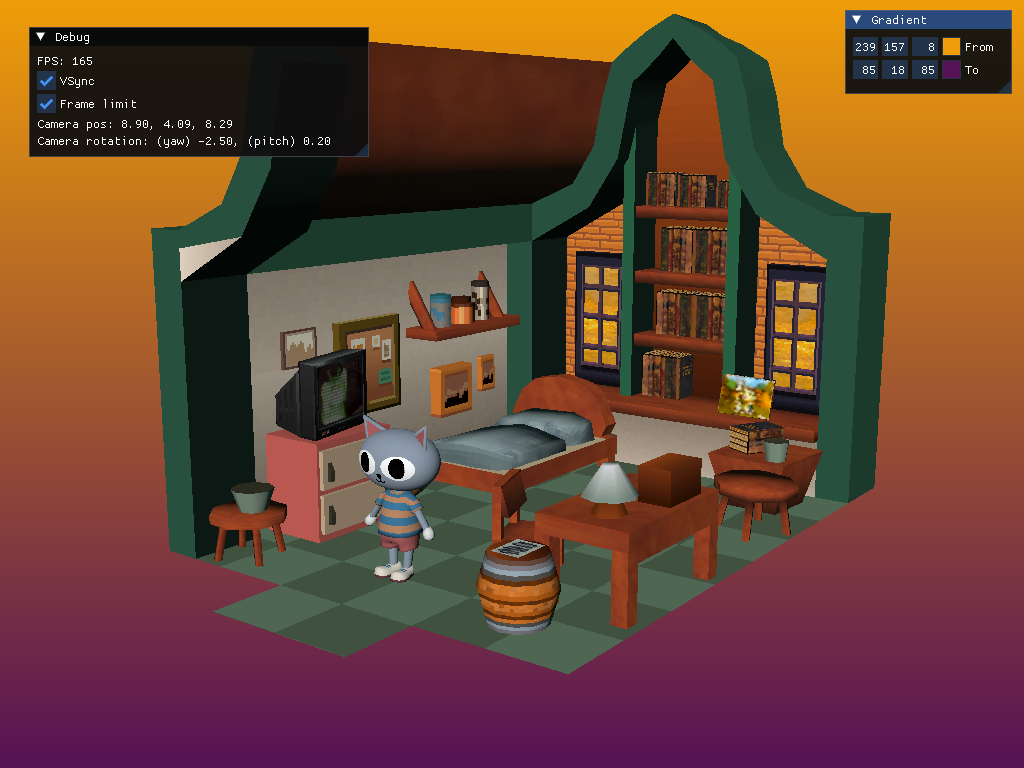 Debug
FPS: 165
VSync
Frame limit
Camera pos: 8.90, 4.09, 8.29
Camera rotation: (yaw) -2.50, (pitch) 0.20
Gradient
239 157 8 From
85 18 85 To